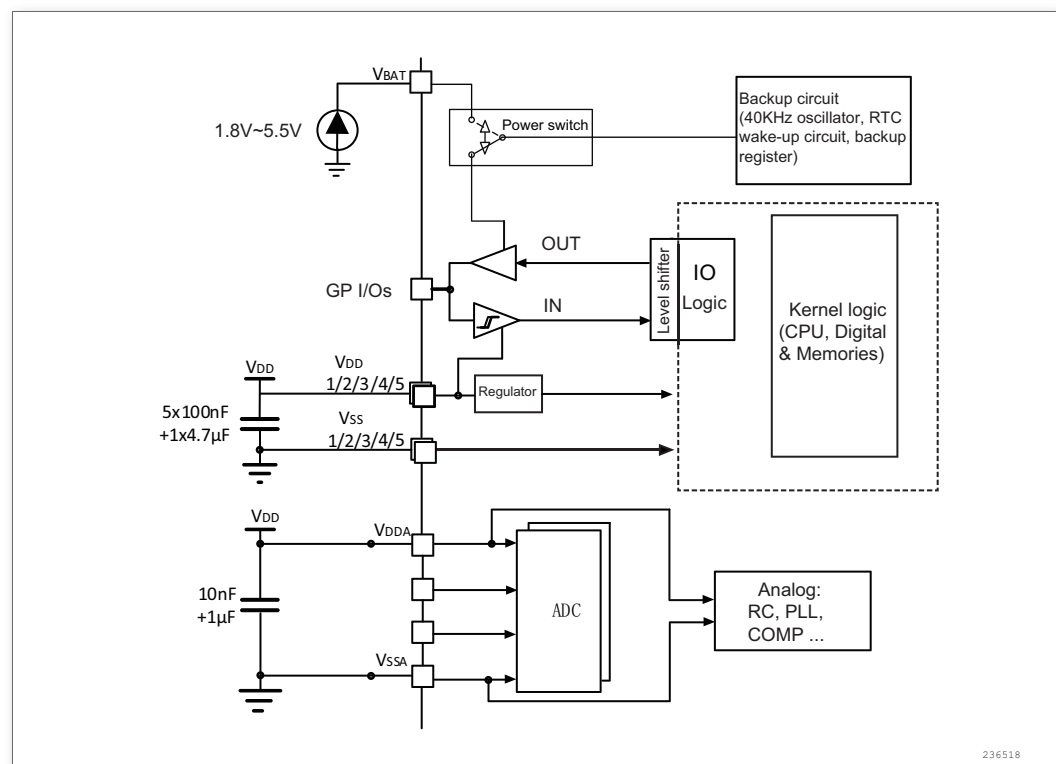 VBAT
1.8V~5.5V
Power switch
Backup circuit
(40KHz oscillator, RTC
wake-up circuit, backup
register)
OUT
GP I/Os
IN
Level shifter
IO
Logic
Kernel logic
(CPU, Digital
& Memories)
VDD
VDD
1/2/3/4/5
Regulator
5x100nF
+1x4.7µF
VSS
1/2/3/4/5
VDD
VDDA
10nF
+1µF
ADC
Analog:
RC, PLL,
COMP ...
VSSA
236518